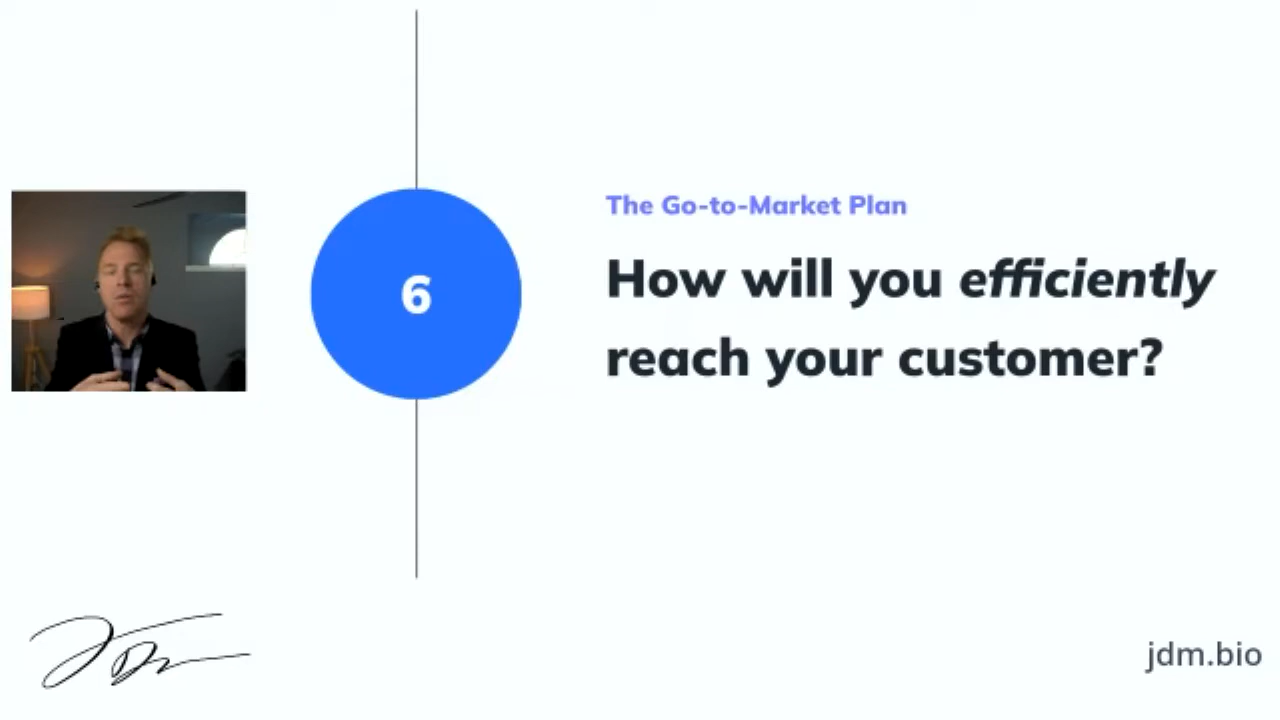 6
The Go-to-Market Plan
How will you efficiently
reach your customer?
jdm.bio